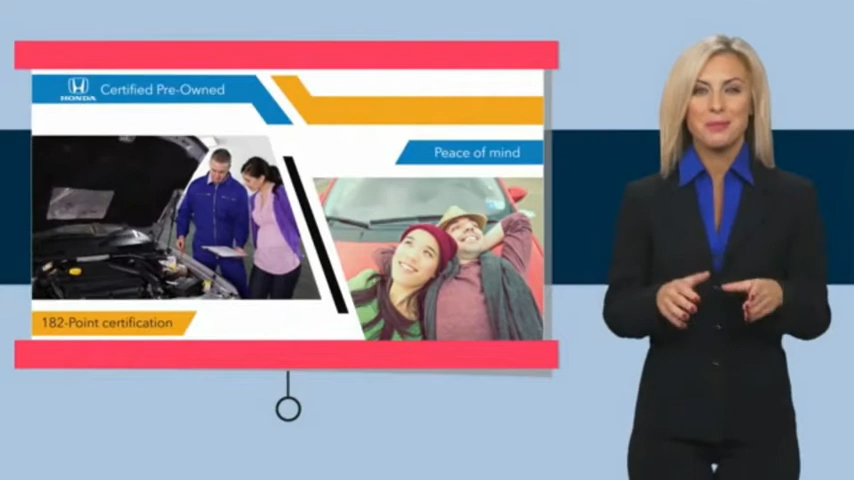 HONDA
Certified Pre-Owned
Peace of mind
182-Point certification